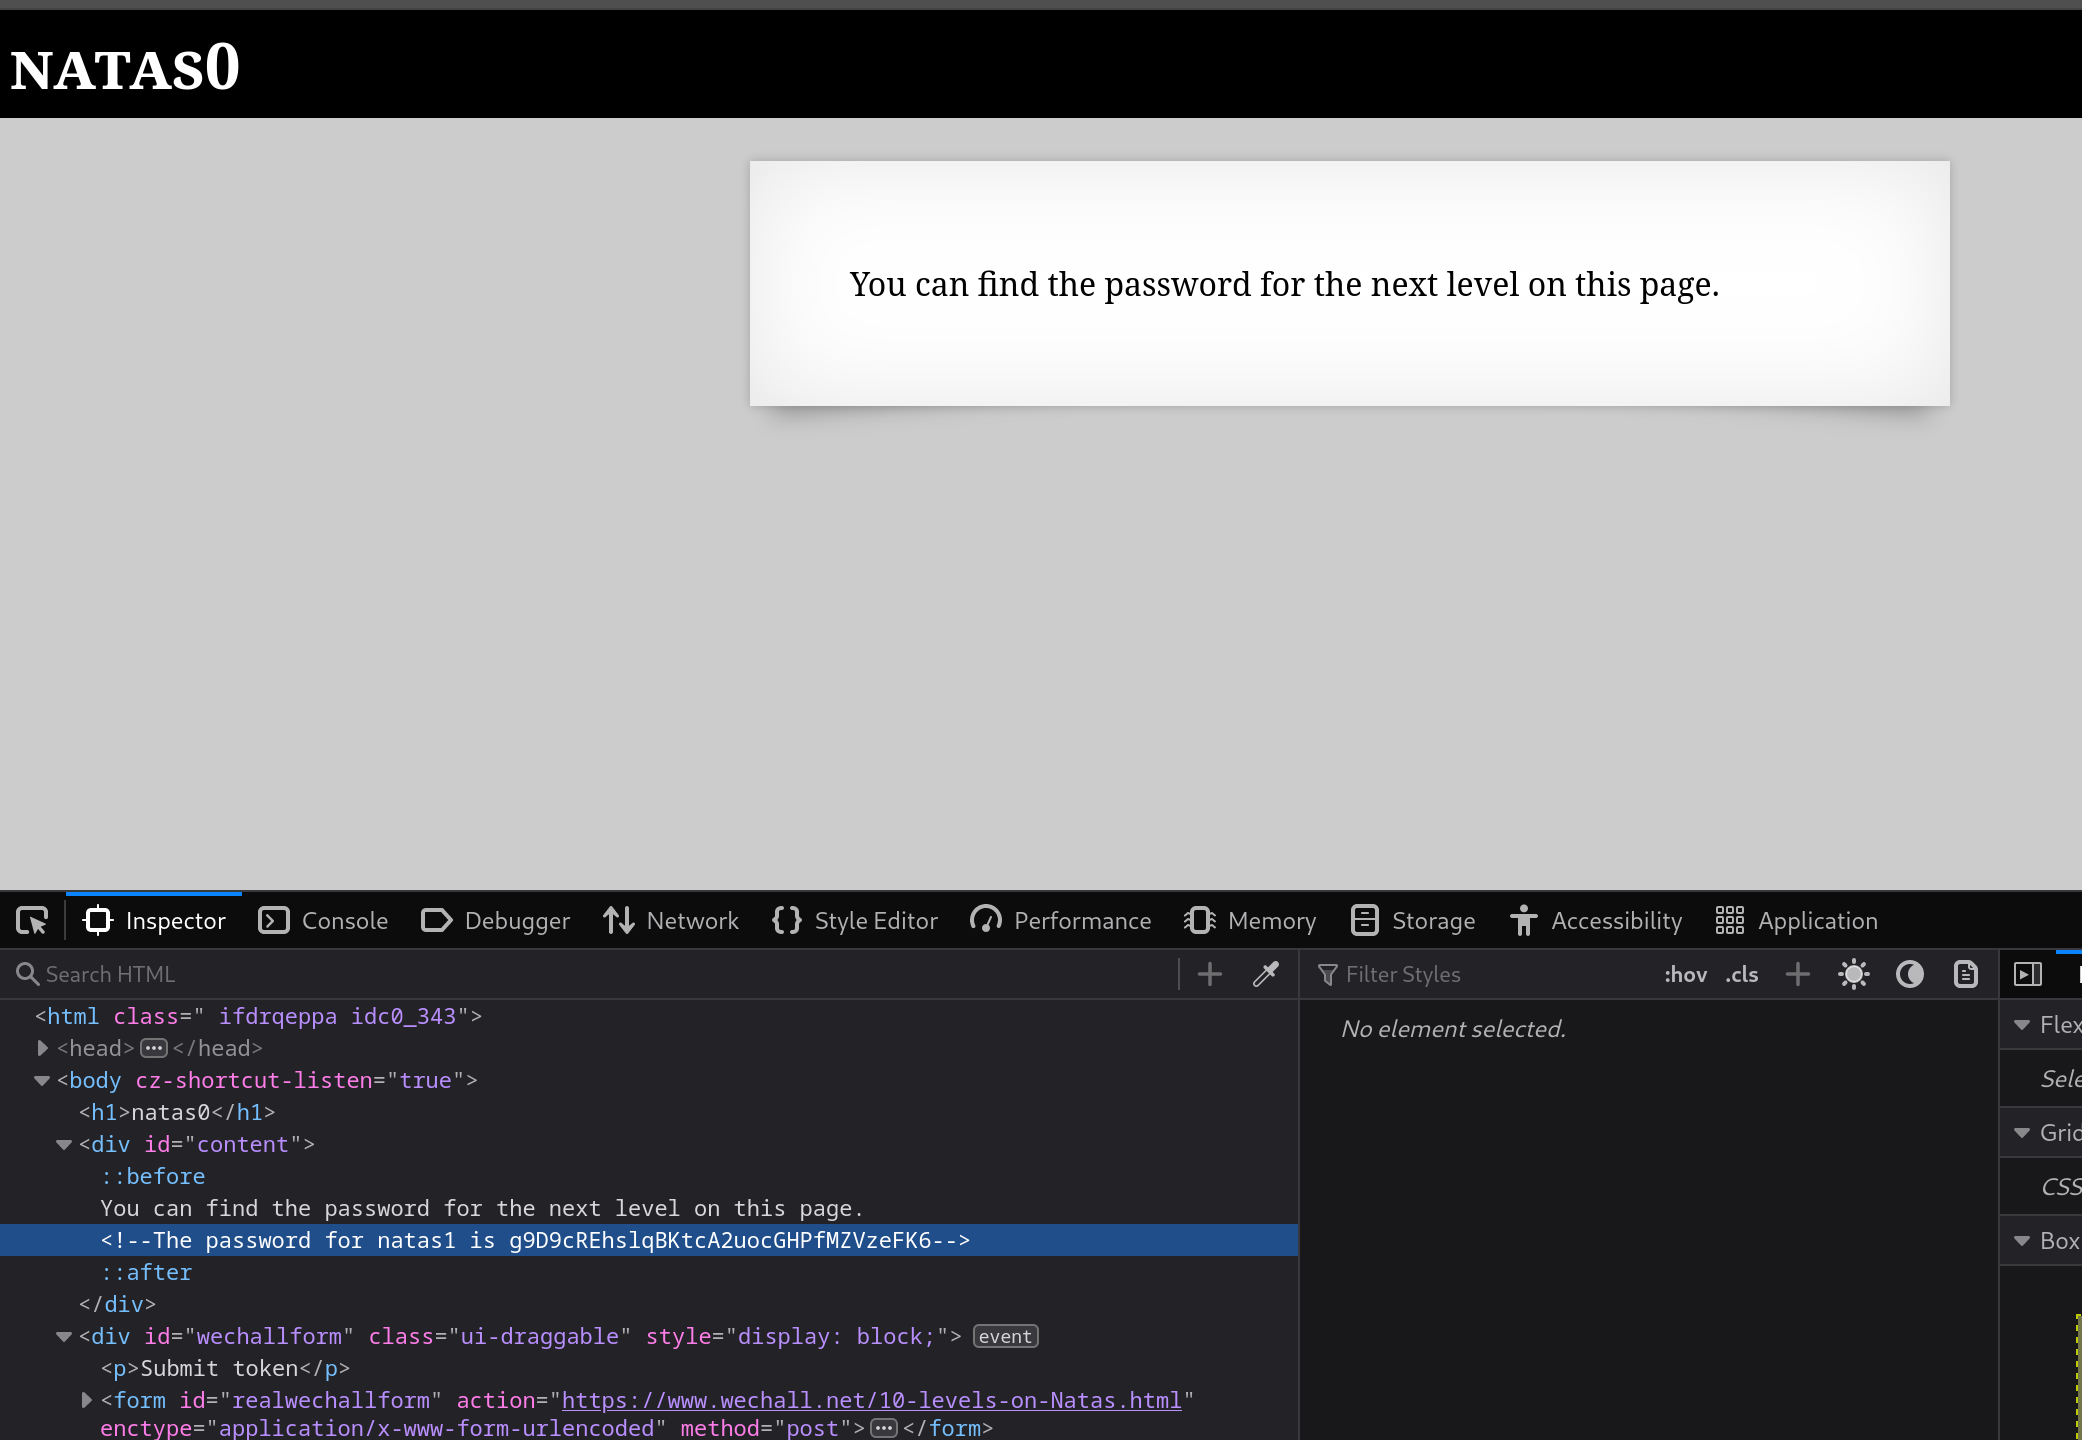 NATAS0
You can find the password for the next level on this page.
Inspector Console Debugger Network Style Editor Performance Memory Storage Accessibility Application
Search HTML
Filter Styles :hov .cls
<html class=" ifdrqeppa idc0_343">
<head>...</head>
<body cz-shortcut-listen="true">
<h1>natas0</h1>
<div id="content">
::before
You can find the password for the next level on this page.
<!--The password for natas1 is g9D9cREhslqBKtcA2uocGHPfMZVzeFK6-->
::after
</div>
<div id="wechallform" class="ui-draggable" style="display: block;"> event
<p>Submit token</p>
<form id="realwechallform" action="https://www.wechall.net/10-levels-on-Natas.html"
enctype="application/x-www-form-urlencoded" method="post">...</form>
No element selected.
Flex
Sele
Grid
CSS
Box